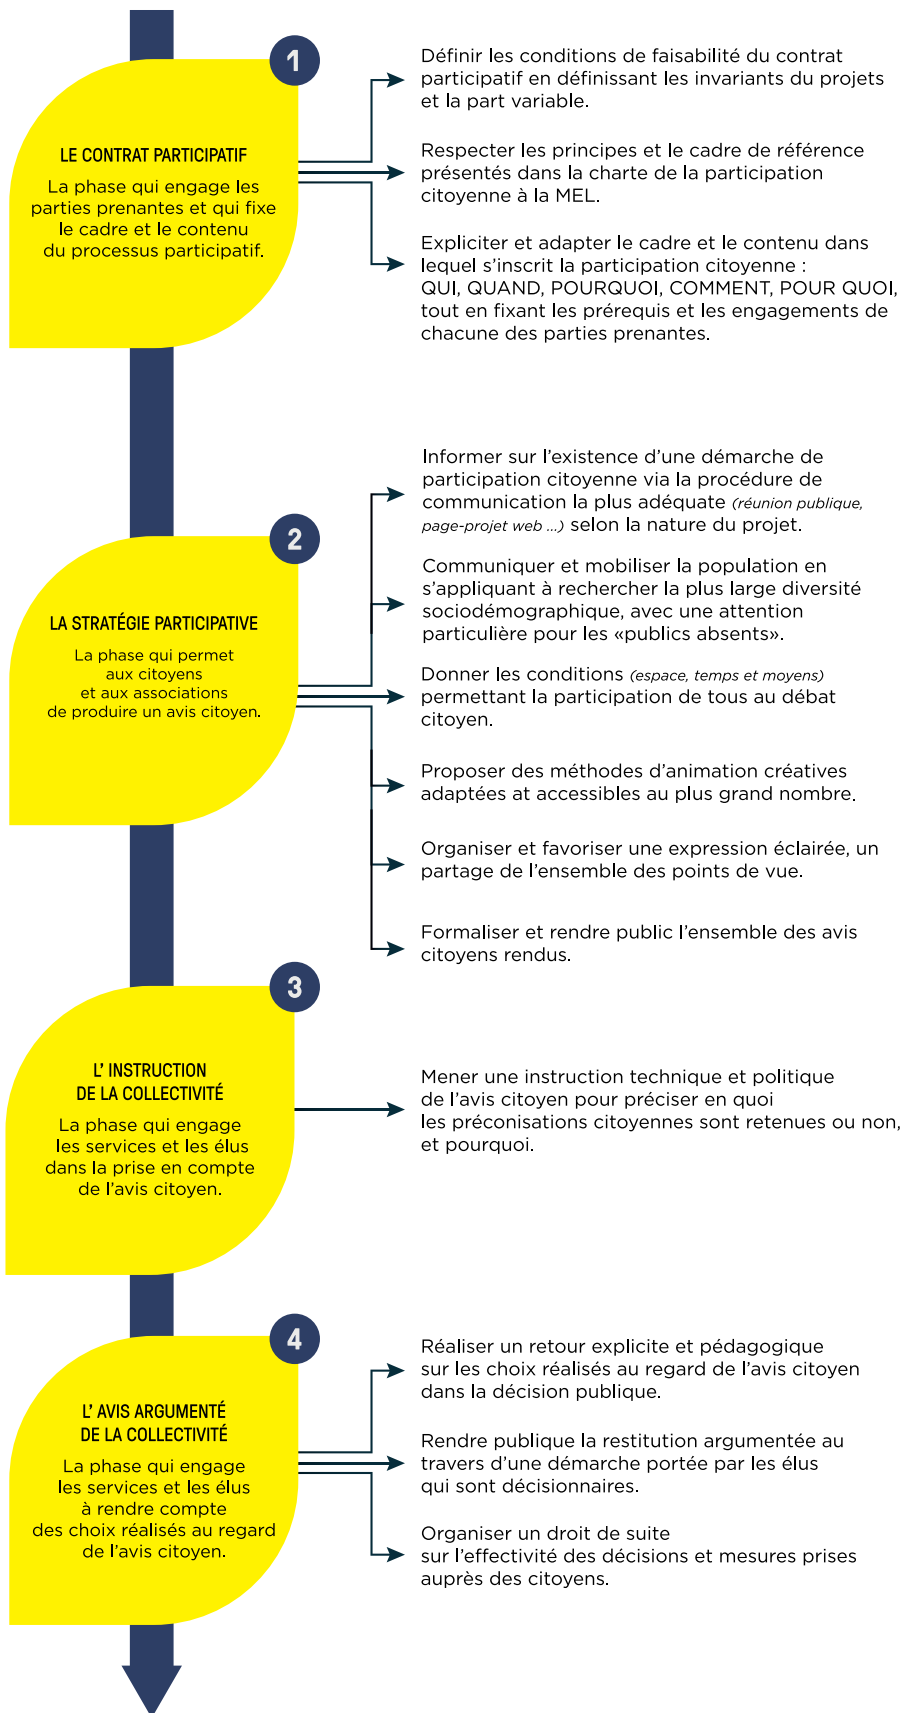 1
LE CONTRAT PARTICIPATIF
La phase qui engage les
parties prenantes et qui fixe
le cadre et le contenu
du processus participatif.
Définir les conditions de faisabilité du contrat
participatif en définissant les invariants du projets
et la part variable.
Respecter les principes et le cadre de référence
présentés dans la charte de la participation
citoyenne à la MEL.
Expliciter et adapter le cadre et le contenu dans
lequel s’inscrit la participation citoyenne :
QUI, QUAND, POURQUOI, COMMENT, POUR QUOI,
tout en fixant les prérequis et les engagements de
chacune des parties prenantes.
2
LA STRATÉGIE PARTICIPATIVE
La phase qui permet
aux citoyens
et aux associations
de produire un avis citoyen.
Informer sur l’existence d’une démarche de
participation citoyenne via la procédure de
communication la plus adéquate (réunion publique,
page-projet web ...) selon la nature du projet.
Communiquer et mobiliser la population en
s’appliquant à rechercher la plus large diversité
sociodémographique, avec une attention
particulière pour les «publics absents».
Donner les conditions (espace, temps et moyens)
permettant la participation de tous au débat
citoyen.
Proposer des méthodes d’animation créatives
adaptées at accessibles au plus grand nombre.
Organiser et favoriser une expression éclairée, un
partage de l’ensemble des points de vue.
Formaliser et rendre public l’ensemble des avis
citoyens rendus.
3
L’ INSTRUCTION
DE LA COLLECTIVITÉ
La phase qui engage
les services et les élus
dans la prise en compte
de l’avis citoyen.
Mener une instruction technique et politique
de l’avis citoyen pour préciser en quoi
les préconisations citoyennes sont retenues ou non,
et pourquoi.
4
L’ AVIS ARGUMENTÉ
DE LA COLLECTIVITÉ
La phase qui engage
les services et les élus
à rendre compte
des choix réalisés au regard
de l’avis citoyen.
Réaliser un retour explicite et pédagogique
sur les choix réalisés au regard de l’avis citoyen
dans la décision publique.
Rendre publique la restitution argumentée au
travers d’une démarche portée par les élus
qui sont décisionnaires.
Organiser un droit de suite
sur l’effectivité des décisions et mesures prises
auprès des citoyens.